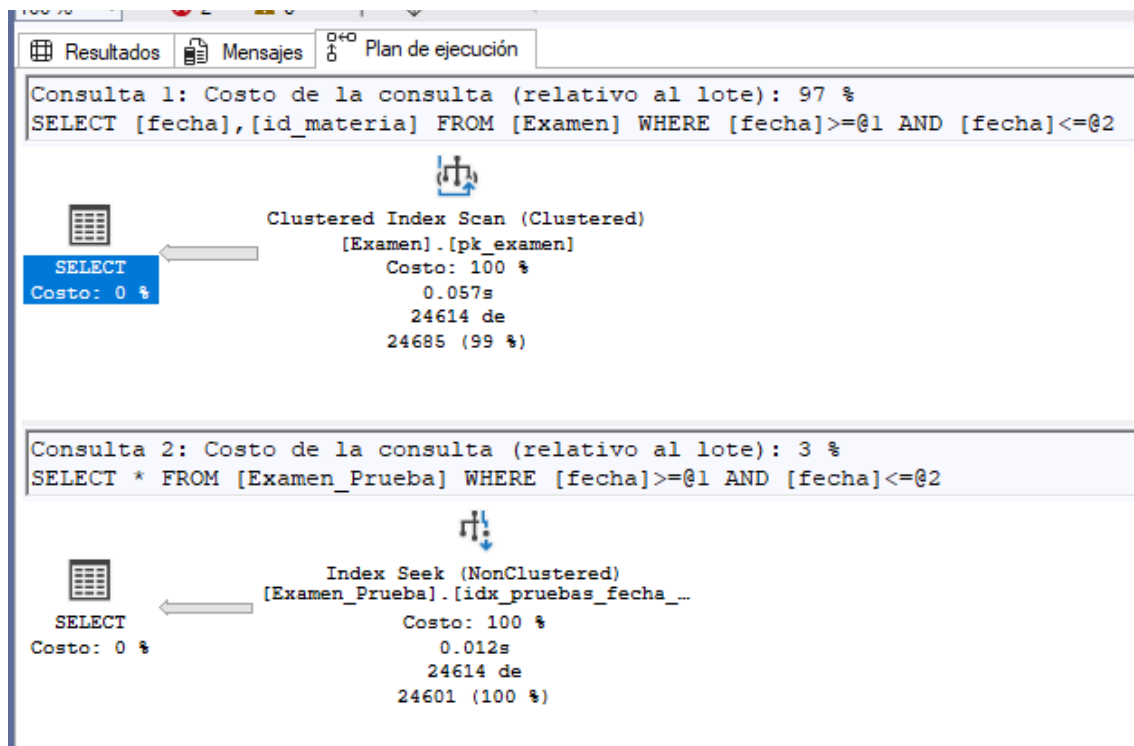 Resultados Mensajes Plan de ejecución
Consulta 1: Costo de la consulta (relativo al lote): 97 %
SELECT [fecha],[id_materia] FROM [Examen] WHERE [fecha]>=@1 AND [fecha]<=@2
Clustered Index Scan (Clustered)
[Examen].[pk_examen]
SELECT
Costo: 0 %
Costo: 100 %
0.057s
24614 de
24685 (99 %)
Consulta 2: Costo de la consulta (relativo al lote): 3 %
SELECT * FROM [Examen_Prueba] WHERE [fecha]>=@1 AND [fecha]<=@2
Index Seek (NonClustered)
[Examen_Prueba].[idx_pruebas_fecha_…
SELECT
Costo: 0 %
Costo: 100 %
0.012s
24614 de
24601 (100 %)